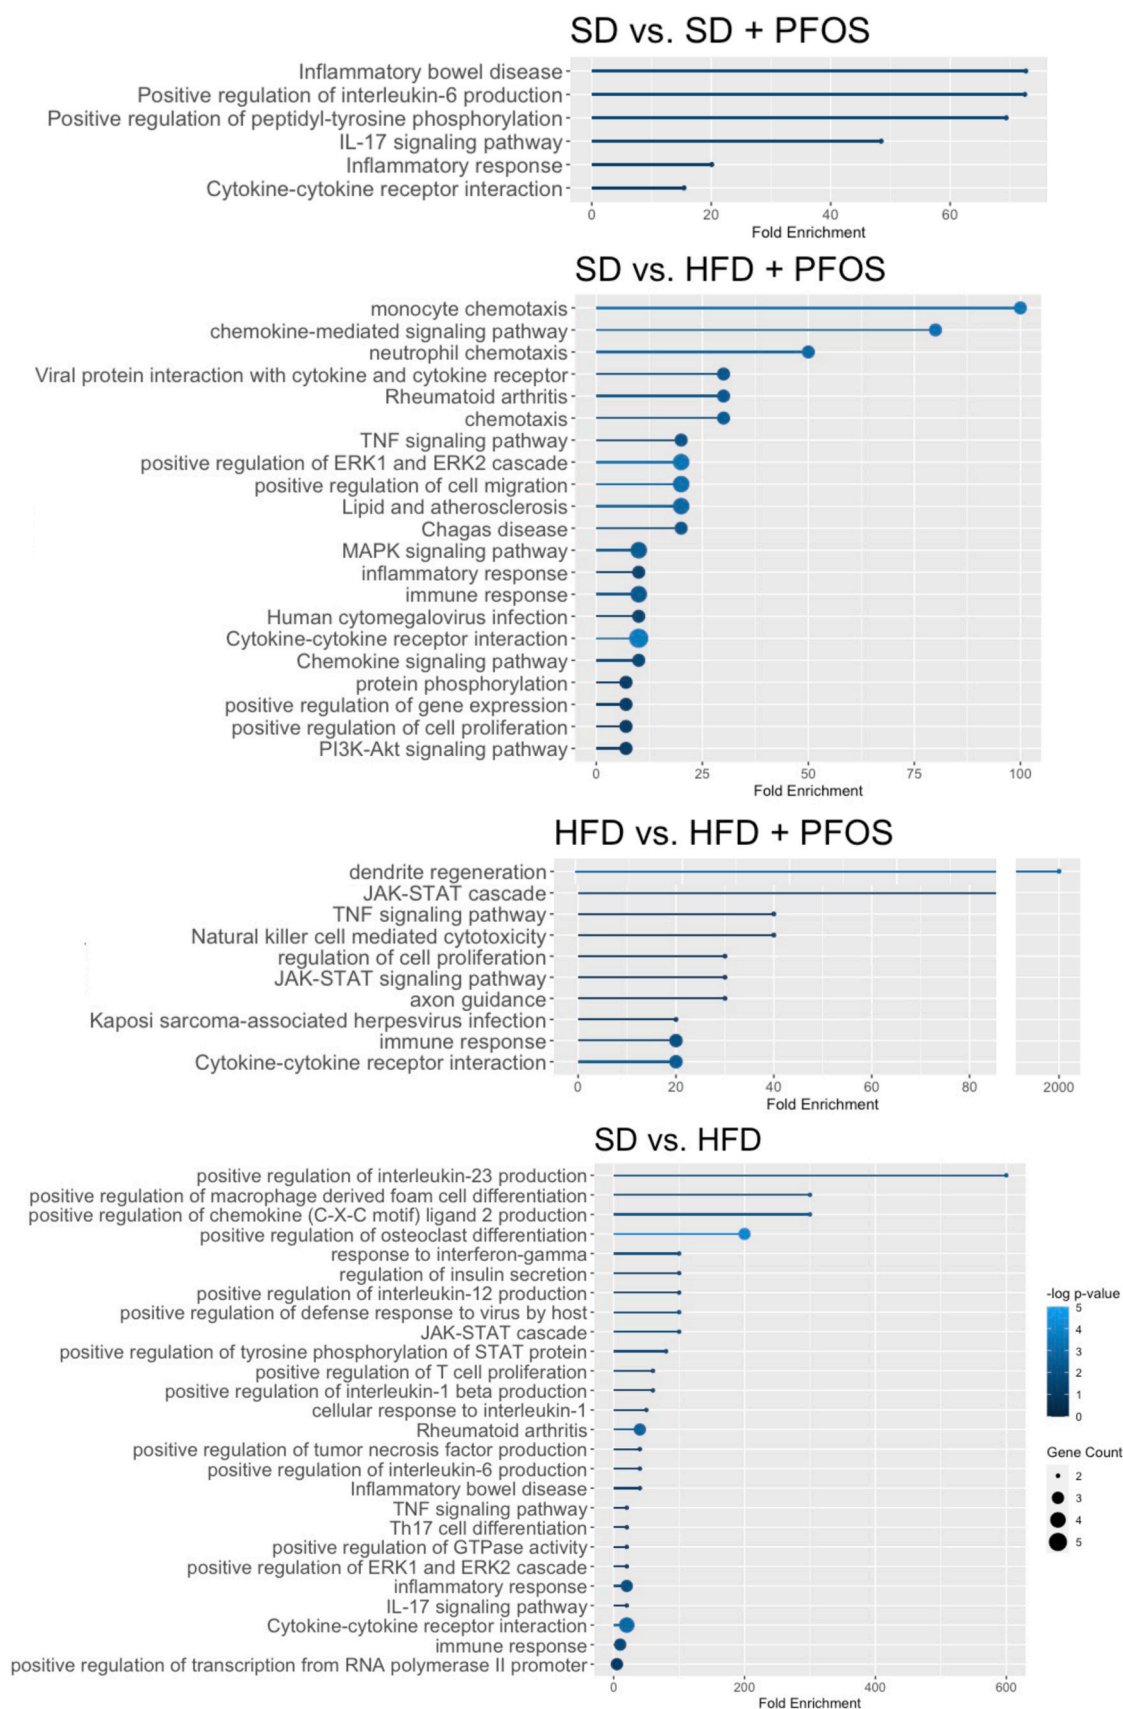 SD vs. SD + PFOS
Inflammatory bowel disease
Positive regulation of interleukin-6 production
Positive regulation of peptidyl-tyrosine phosphorylation
IL-17 signaling pathway
Inflammatory response
Cytokine-cytokine receptor interaction
0 20 40 60
Fold Enrichment
SD vs. HFD + PFOS
monocyte chemotaxis
chemokine-mediated signaling pathway
neutrophil chemotaxis
Viral protein interaction with cytokine and cytokine receptor
Rheumatoid arthritis
chemotaxis
TNF signaling pathway
positive regulation of ERK1 and ERK2 cascade
positive regulation of cell migration
Lipid and atherosclerosis
Chagas disease
MAPK signaling pathway
inflammatory response
immune response
Human cytomegalovirus infection
Cytokine-cytokine receptor interaction
Chemokine signaling pathway
protein phosphorylation
positive regulation of gene expression
positive regulation of cell proliferation
PI3K-Akt signaling pathway
0 25 50 75 100
Fold Enrichment
HFD vs. HFD + PFOS
dendrite regeneration
JAK-STAT cascade
TNF signaling pathway
Natural killer cell mediated cytotoxicity
regulation of cell proliferation
JAK-STAT signaling pathway
axon guidance
Kaposi sarcoma-associated herpesvirus infection
immune response
Cytokine-cytokine receptor interaction
0 20 40 60 80 2000
Fold Enrichment
SD vs. HFD
positive regulation of interleukin-23 production
positive regulation of macrophage derived foam cell differentiation
positive regulation of chemokine (C-X-C motif) ligand 2 production
positive regulation of osteoclast differentiation
response to interferon-gamma
regulation of insulin secretion
positive regulation of interleukin-12 production
positive regulation of defense response to virus by host
JAK-STAT cascade
positive regulation of tyrosine phosphorylation of STAT protein
positive regulation of T cell proliferation
positive regulation of interleukin-1 beta production
cellular response to interleukin-1
Rheumatoid arthritis
positive regulation of tumor necrosis factor production
positive regulation of interleukin-6 production
Inflammatory bowel disease
TNF signaling pathway
Th17 cell differentiation
positive regulation of GTPase activity
positive regulation of ERK1 and ERK2 cascade
inflammatory response
IL-17 signaling pathway
Cytokine-cytokine receptor interaction
immune response
positive regulation of transcription from RNA polymerase II promoter
0 200 400 600
Fold Enrichment
-log p-value
5
4
3
2
1
0
Gene Count
2
3
4
5